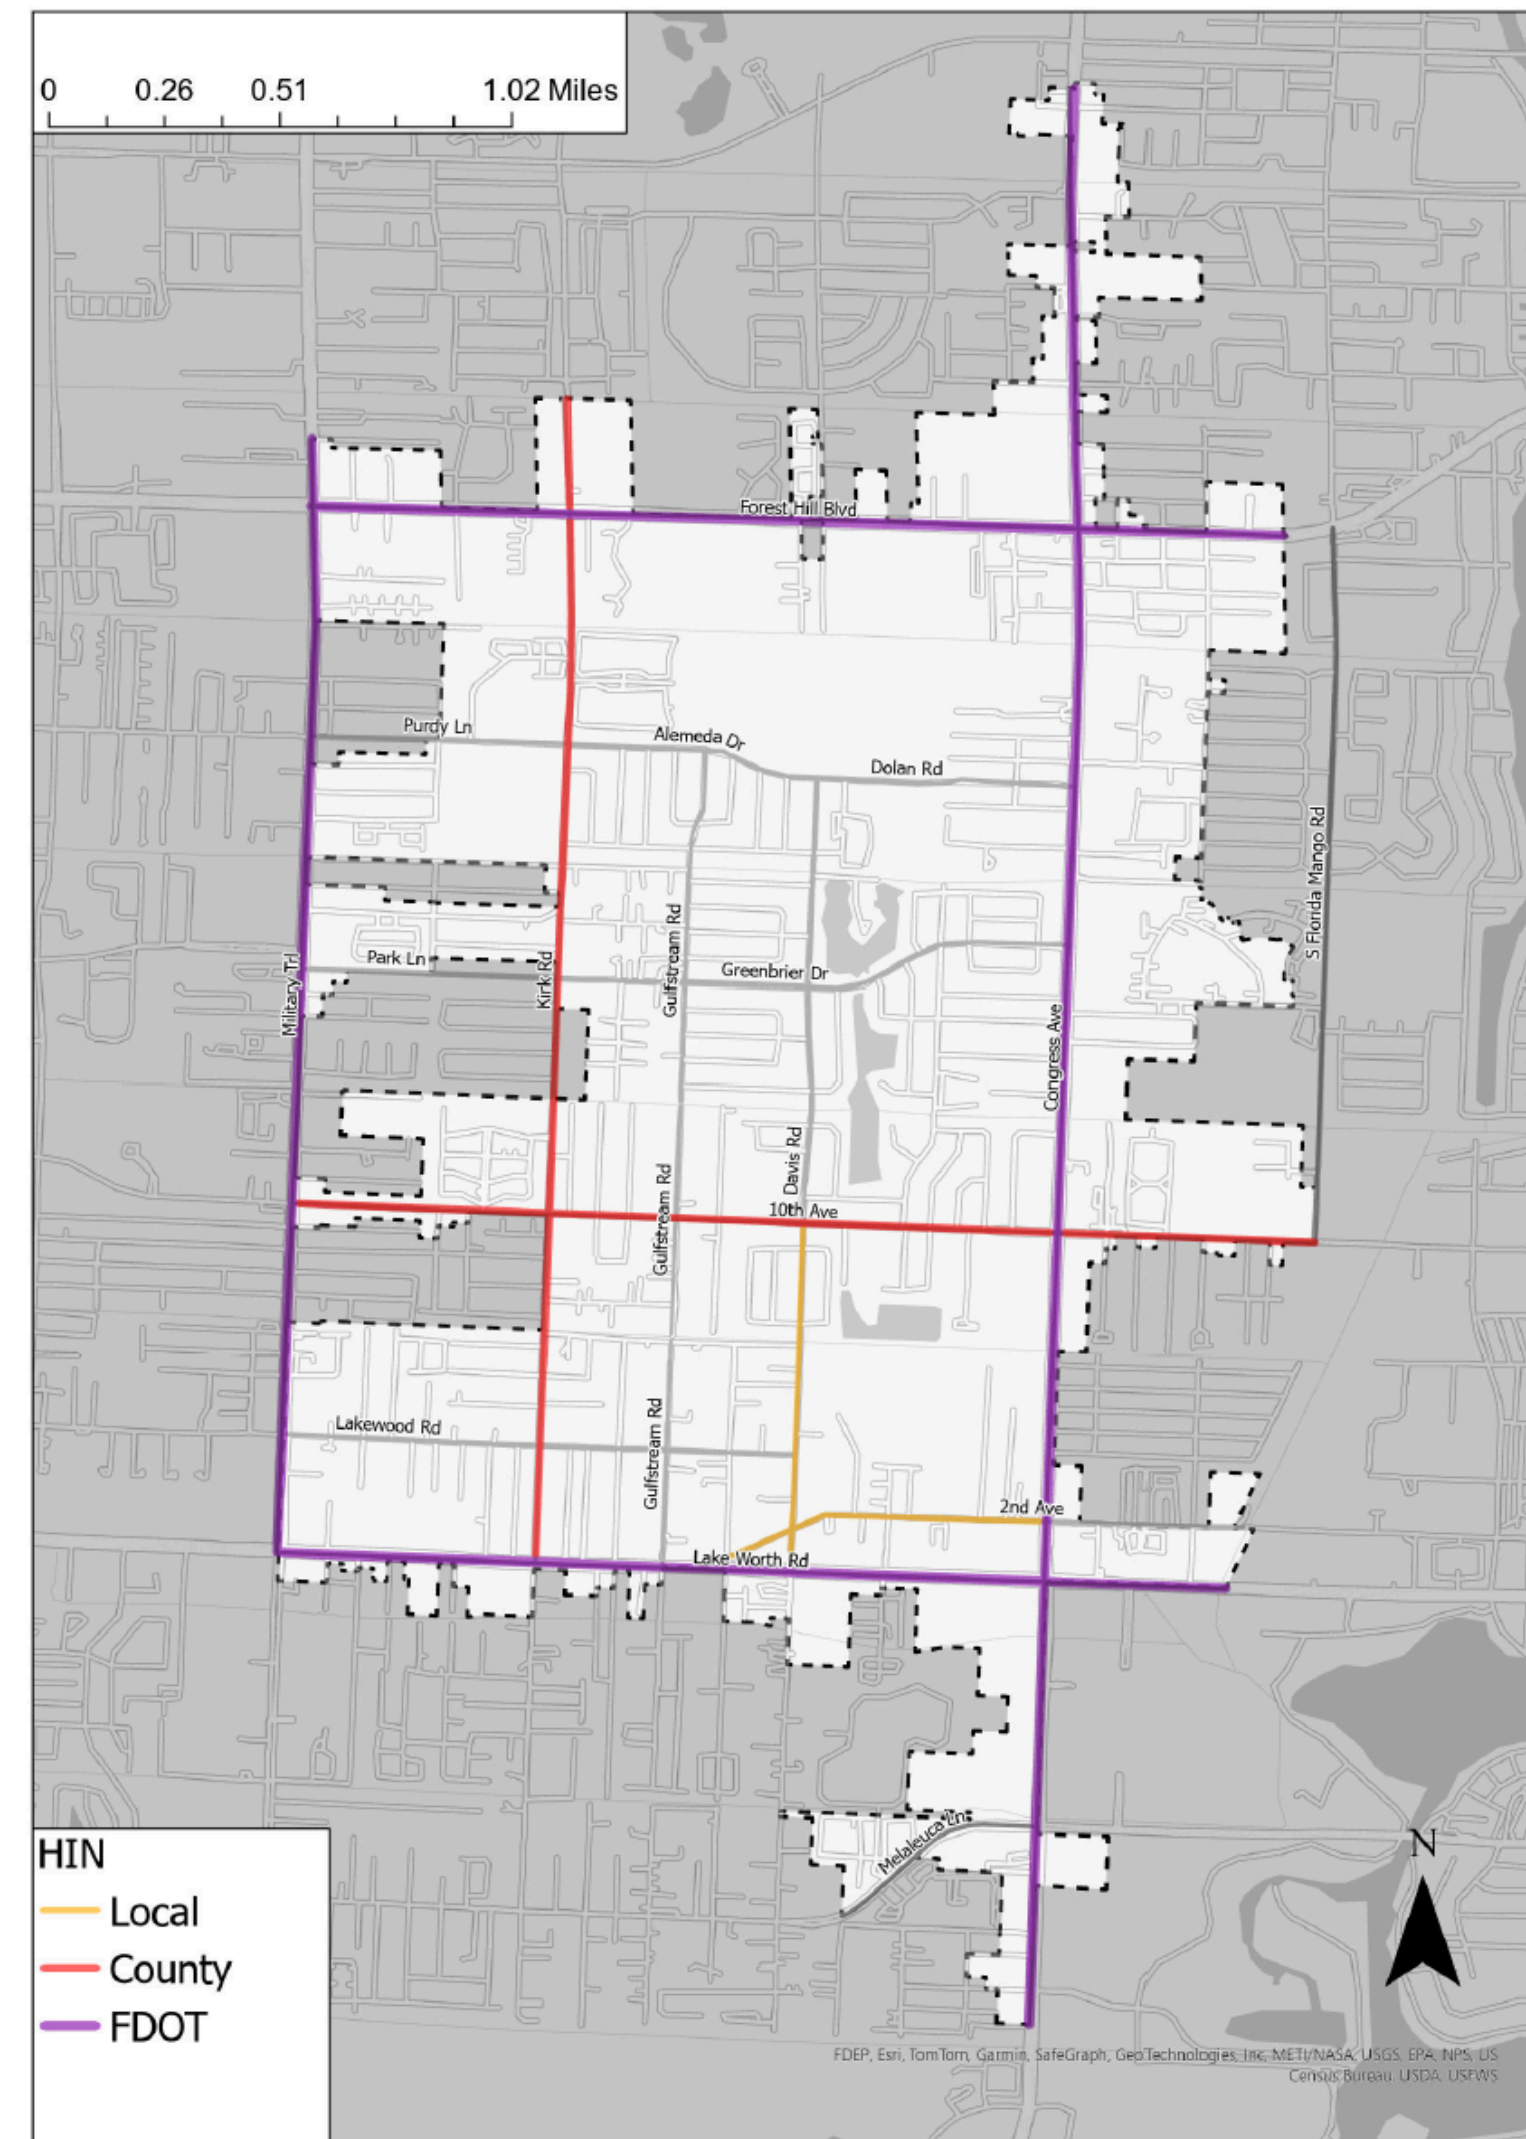 0 0.26 0.51 1.02 Miles
Forest Hill Blvd
Purdy Ln
Alemeda Dr
Dolan Rd
S Florida Mango Rd
Gulfstream Rd
Park Ln
Greenbrier Dr
Kirk Rd
Military Trl
Congress Ave
Davis Rd
Gulfstream Rd
10th Ave
Lakewood Rd
Gulfstream Rd
2nd Ave
Lake Worth Rd
Melaleuca Ln
HIN
Local
County
FDOT
N
FDEP, Esri, TomTom, Garmin, SafeGraph, GeoTechnologies, Inc, METI/NASA, USGS, EPA, NPS, US
Census Bureau, USDA, USFWS